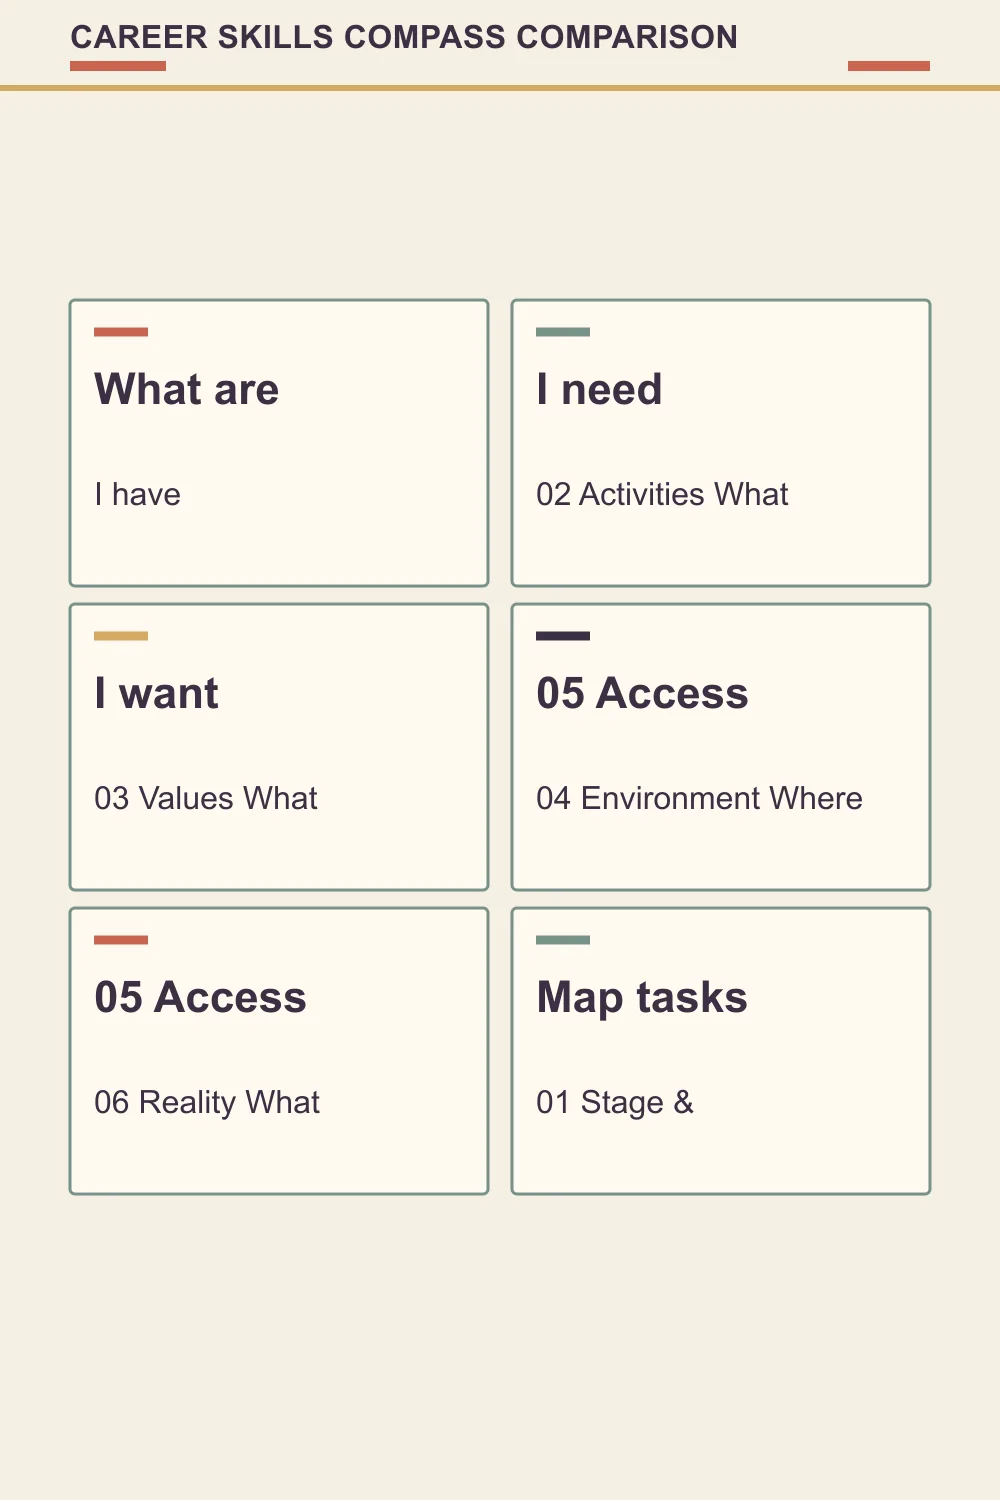 CAREER SKILLS COMPASS COMPARISON
What are
I have
I need
02 Activities What
I want
03 Values What
05 Access
04 Environment Where
05 Access
06 Reality What
Map tasks
01 Stage &